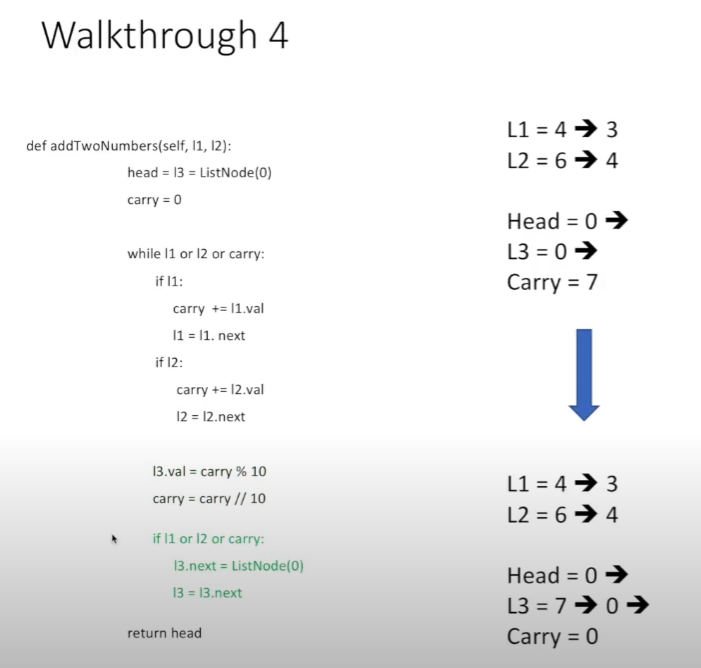 Walkthrough 4
def addTwoNumbers(self, l1, l2):
head = l3 = ListNode(0)
carry = 0
while l1 or l2 or carry:
if l1:
carry += l1.val
l1 = l1. next
if l2:
carry += l2.val
l2 = l2.next
l3.val = carry % 10
carry = carry // 10
if l1 or l2 or carry:
l3.next = ListNode(0)
l3 = l3.next
return head
L1 = 4 ➔ 3
L2 = 6 ➔ 4
Head = 0 ➔
L3 = 0 ➔
Carry = 7
L1 = 4 ➔ 3
L2 = 6 ➔ 4
Head = 0 ➔
L3 = 7 ➔ 0 ➔
Carry = 0